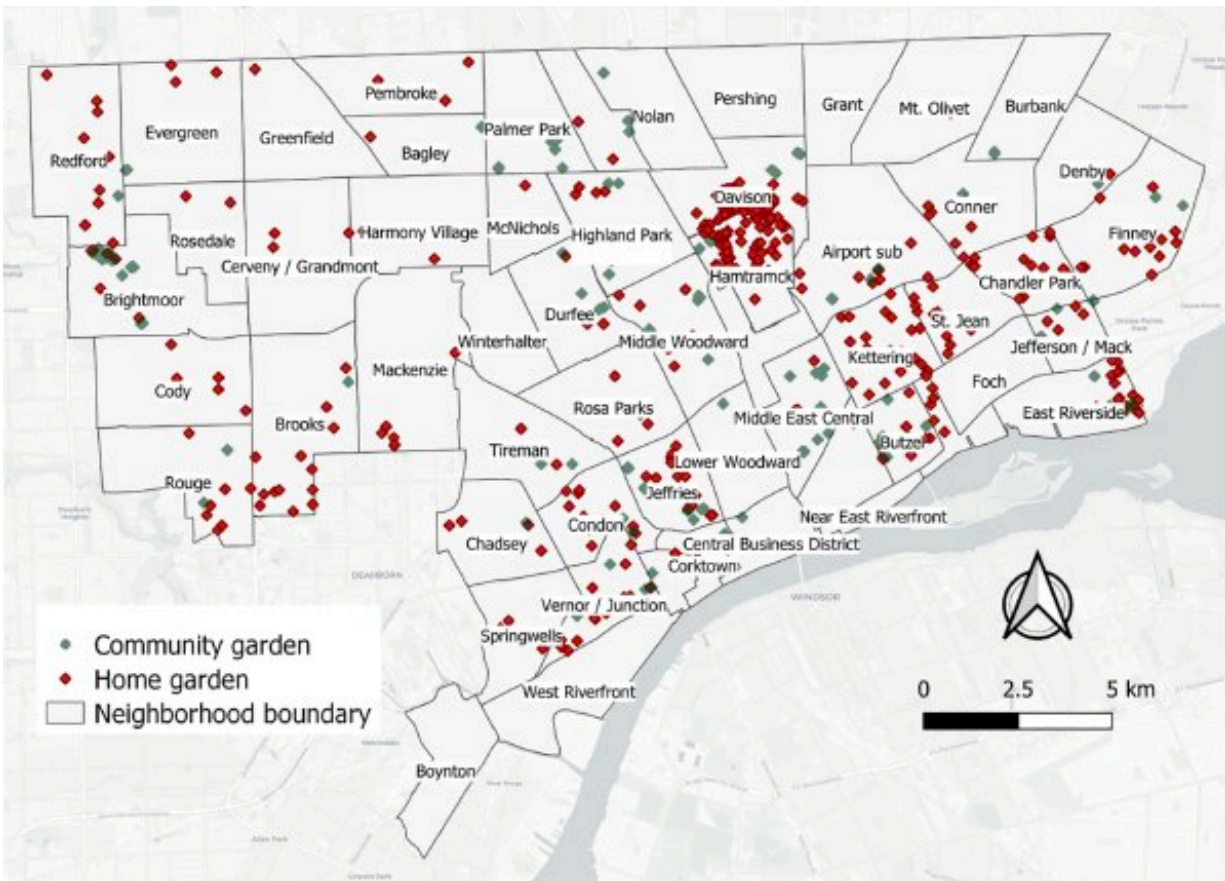 Nolan
Pershing
Grant
Mt. Olivet
Burbank
Pembroke
Evergreen
Greenfield
Bagley
Palmer Park
Redford
Denby
Davison
Conner
Rosedale
Harmony Village
McNichols
Highland Park
Finney
Airport sub
Cerveny / Grandmont
Hamtramck
Chandler Park
Brightmoor
Durfee
St. Jean
Winterhalter
Middle Woodward
Jefferson / Mack
Kettering
Mackenzie
Foch
Cody
Rosa Parks
Middle East Central
East Riverside
Brooks
Tireman
Butzel
Lower Woodward
Rouge
Jeffries
Near East Riverfront
Condon
Chadsey
Central Business District
Corktown
DEARBORN
WINDSOR
Vernor / Junction
Springwells
West Riverfront
Boynton
Community garden
Home garden
Neighborhood boundary
0 2.5 5 km
Allen Park